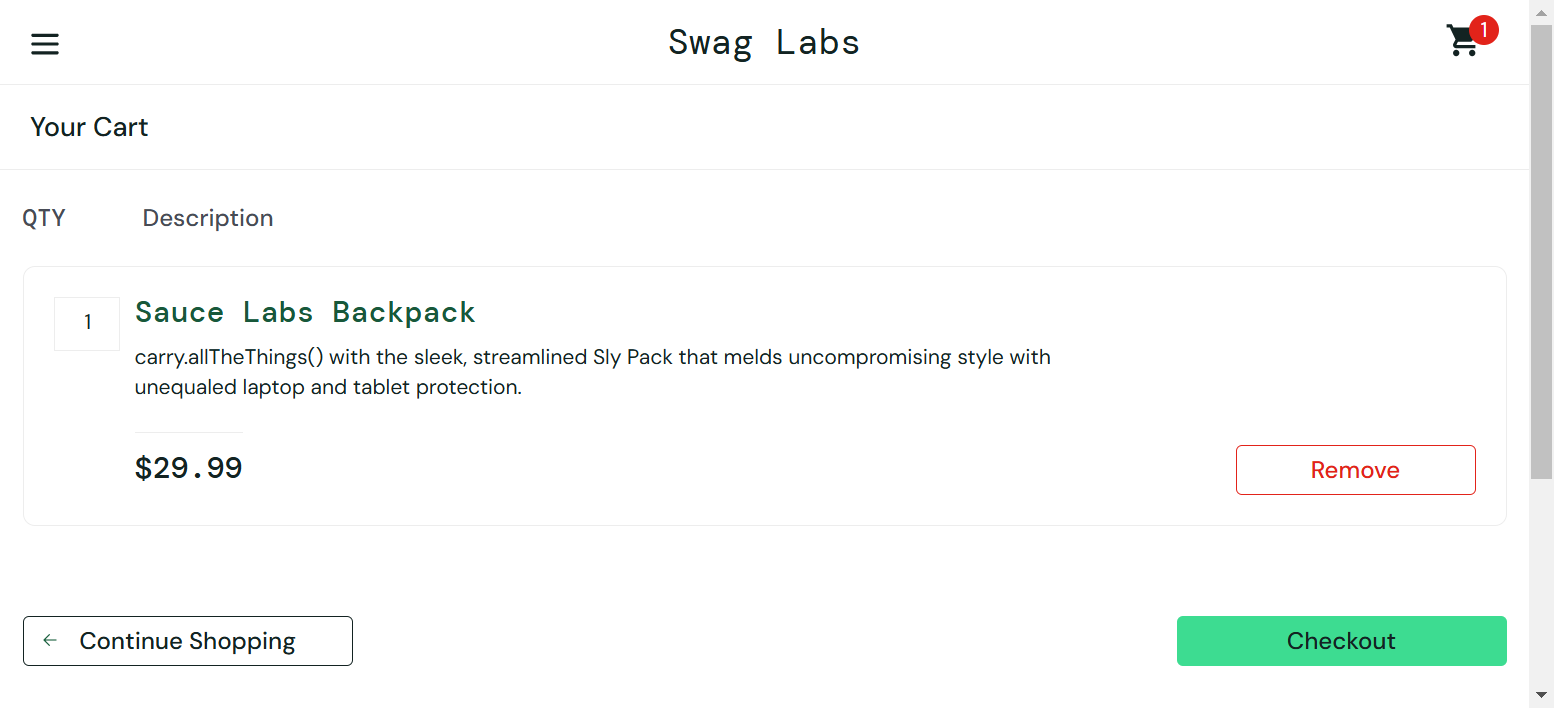 Swag Labs
1
Your Cart
QTY Description
1
Sauce Labs Backpack
carry.allTheThings() with the sleek, streamlined Sly Pack that melds uncompromising style with
unequaled laptop and tablet protection.
$29.99
Remove
Continue Shopping
Checkout